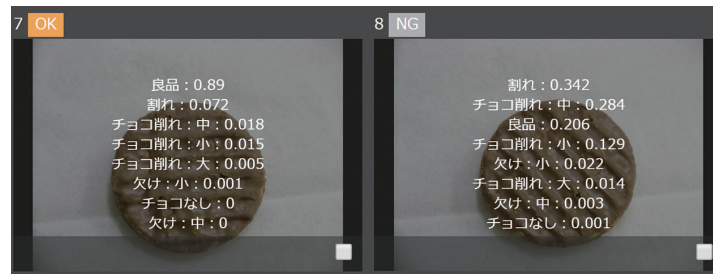 7 OK
良品：0.89
割れ：0.072
チョコ削れ：中：0.018
チョコ削れ：小：0.015
チョコ削れ：大：0.005
欠け：小：0.001
チョコなし：0
欠け：中：0
8 NG
割れ：0.342
チョコ削れ：中：0.284
良品：0.206
チョコ削れ：小：0.129
欠け：小：0.022
チョコ削れ：大：0.014
欠け：中：0.003
チョコなし：0.001